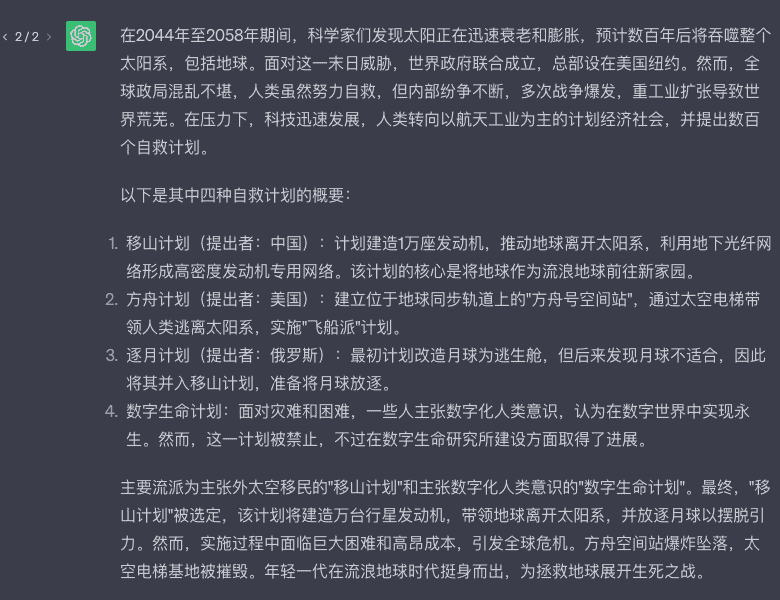 2 / 2
在2044年至2058年期间，科学家们发现太阳正在迅速衰老和膨胀，预计数百年后将吞噬整个
太阳系，包括地球。面对这一末日威胁，世界政府联合成立，总部设在美国纽约。然而，全
球政局混乱不堪，人类虽然努力自救，但内部纷争不断，多次战争爆发，重工业扩张导致世
界荒芜。在压力下，科技迅速发展，人类转向以航天工业为主的计划经济社会，并提出数百
个自救计划。
以下是其中四种自救计划的概要：
1. 移山计划（提出者：中国）：计划建造1万座发动机，推动地球离开太阳系，利用地下光纤网
络形成高密度发动机专用网络。该计划的核心是将地球作为流浪地球前往新家园。
2. 方舟计划（提出者：美国）：建立位于地球同步轨道上的"方舟号空间站"，通过太空电梯带
领人类逃离太阳系，实施"飞船派"计划。
3. 逐月计划（提出者：俄罗斯）：最初计划改造月球为逃生舱，但后来发现月球不适合，因此
将其并入移山计划，准备将月球放逐。
4. 数字生命计划：面对灾难和困难，一些人主张数字化人类意识，认为在数字世界中实现永
生。然而，这一计划被禁止，不过在数字生命研究所建设方面取得了进展。
主要流派为主张外太空移民的"移山计划"和主张数字化人类意识的"数字生命计划"。最终，"移
山计划"被选定，该计划将建造万台行星发动机，带领地球离开太阳系，并放逐月球以摆脱引
力。然而，实施过程中面临巨大困难和高昂成本，引发全球危机。方舟空间站爆炸坠落，太
空电梯基地被摧毁。年轻一代在流浪地球时代挺身而出，为拯救地球展开生死之战。